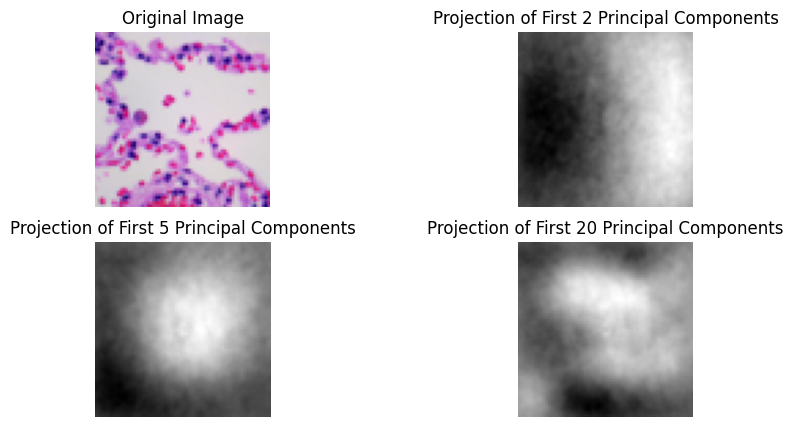 Original Image
Projection of First 2 Principal Components
Projection of First 5 Principal Components
Projection of First 20 Principal Components